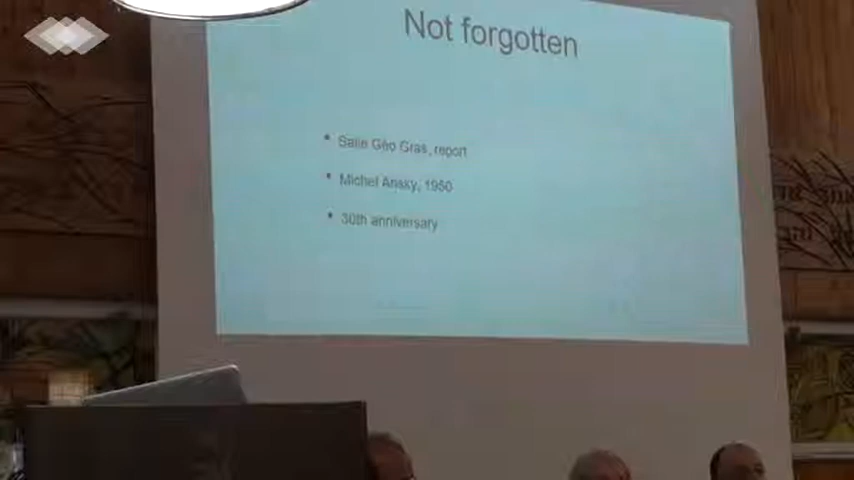 Not forgotten
• Salle Géo Gras, report
• Michel Ansky, 1950
• 30th anniversary